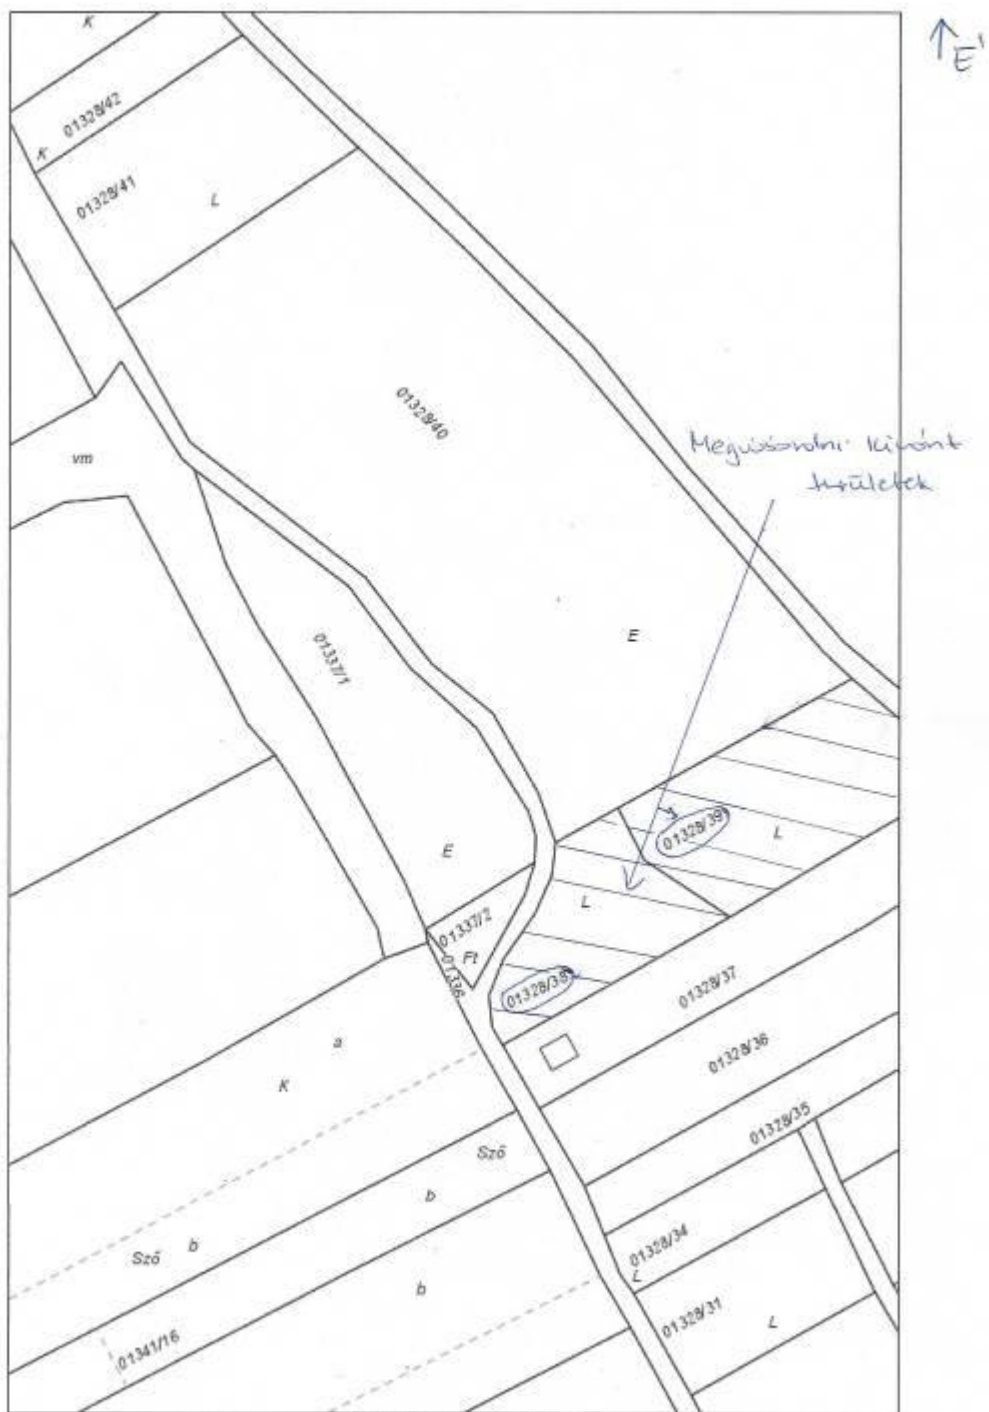 K
É
01328/42
K
01328/41
L
01328/40
vm
Megvásárolni kívánt
területek
01337/1
E
E
01328/39
L
L
01337/2
Ft
01336
01328/38
01328/37
a
K
01328/36
01328/35
Sző
b
Sző b
01328/34
L
b
01328/31
L
01341/16